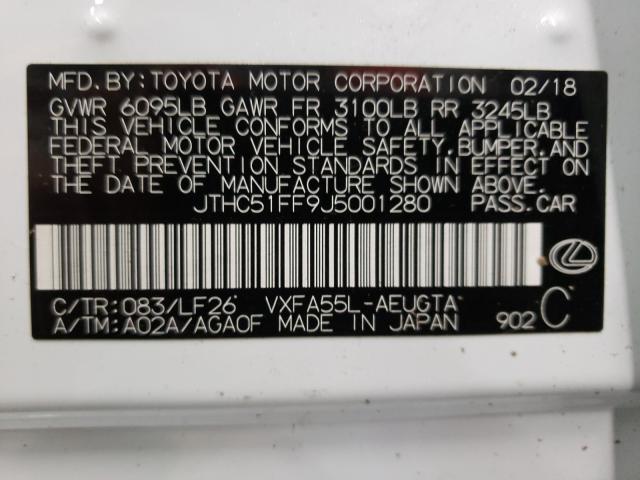 MFD. BY: TOYOTA MOTOR CORPORATION 02/18
GVWR 6095LB GAWR FR 3100LB RR 3245LB
THIS VEHICLE CONFORMS TO ALL APPLICABLE
FEDERAL MOTOR VEHICLE SAFETY, BUMPER, AND
THEFT PREVENTION STANDARDS IN EFFECT ON
THE DATE OF MANUFACTURE SHOWN ABOVE.
JTHC51FF9J5001280 PASS.CAR
C/TR: 083/LF26 VXFA55L-AEUGTA
A/TM: A02A/AGA0F MADE IN JAPAN 902 C